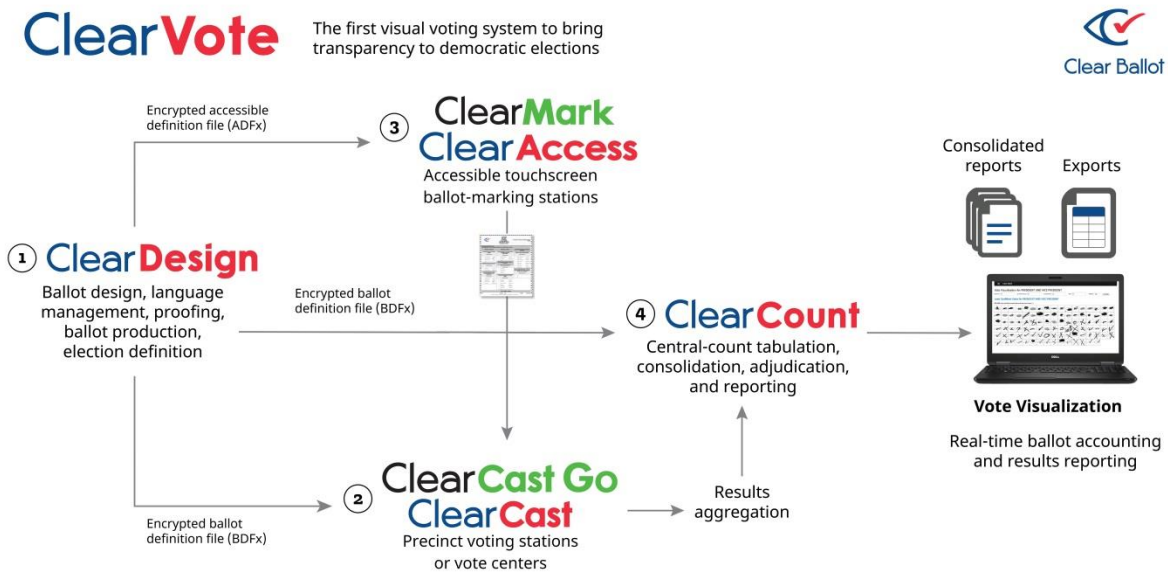 ClearVote
The first visual voting system to bring
transparency to democratic elections
Clear Ballot
Encrypted accessible
definition file (ADFx)
3
ClearMark
ClearAccess
Accessible touchscreen
ballot-marking stations
Consolidated
reports
Exports
1
ClearDesign
Ballot design, language
management, proofing,
ballot production,
election definition
Encrypted ballot
definition file (BDFx)
4
ClearCount
Central-count tabulation,
consolidation, adjudication,
and reporting
Vote Visualization
Real-time ballot accounting
and results reporting
Encrypted ballot
definition file (BDFx)
2
ClearCast Go
ClearCast
Precinct voting stations
or vote centers
Results
aggregation